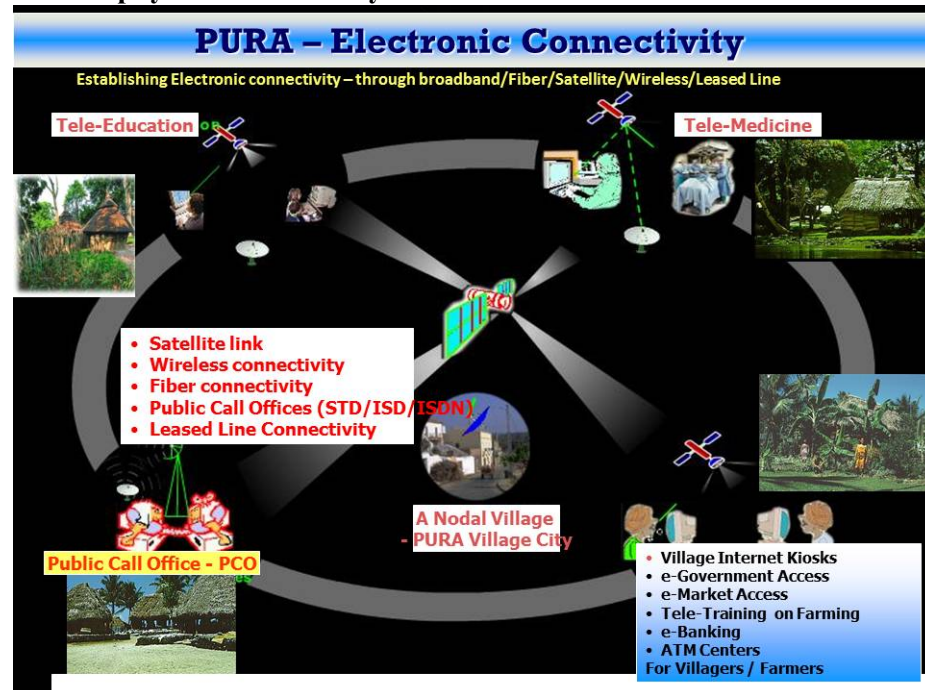 PURA – Electronic Connectivity
Establishing Electronic connectivity – through broadband/Fiber/Satellite/Wireless/Leased Line
Tele-Education
Tele-Medicine
• Satellite link
• Wireless connectivity
• Fiber connectivity
• Public Call Offices (STD/ISD/ISDN)
• Leased Line Connectivity
A Nodal Village
- PURA Village City
Public Call Office - PCO
• Village Internet Kiosks
• e-Government Access
• e-Market Access
• Tele-Training on Farming
• e-Banking
• ATM Centers
For Villagers / Farmers